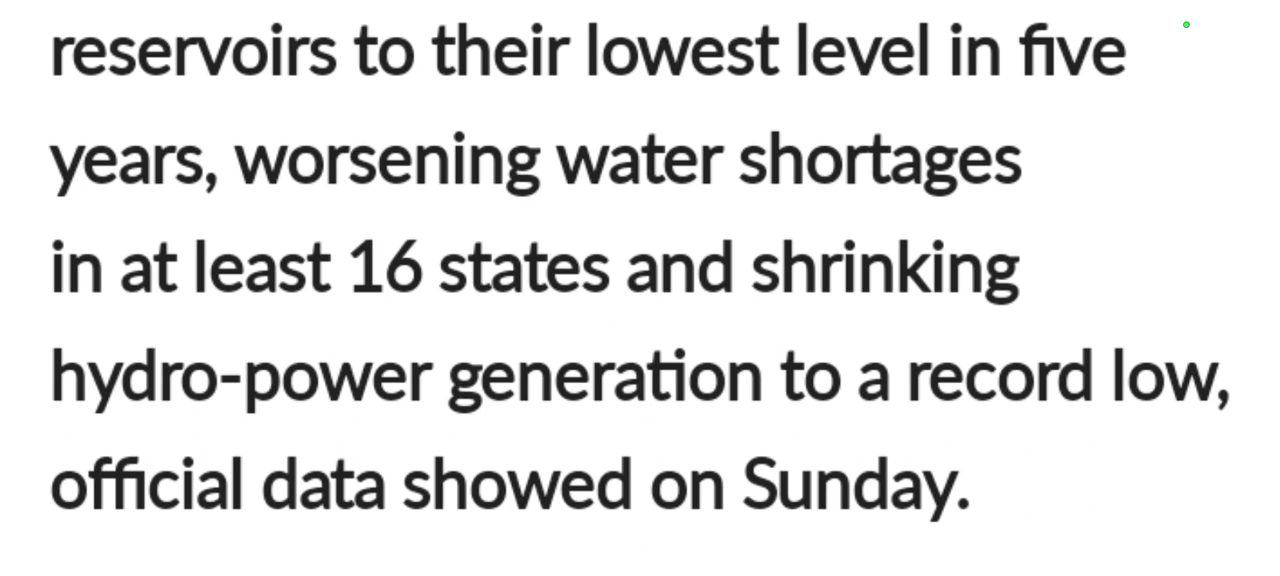 reservoirs to their lowest level in five
years, worsening water shortages
in at least 16 states and shrinking
hydro-power generation to a record low,
official data showed on Sunday.